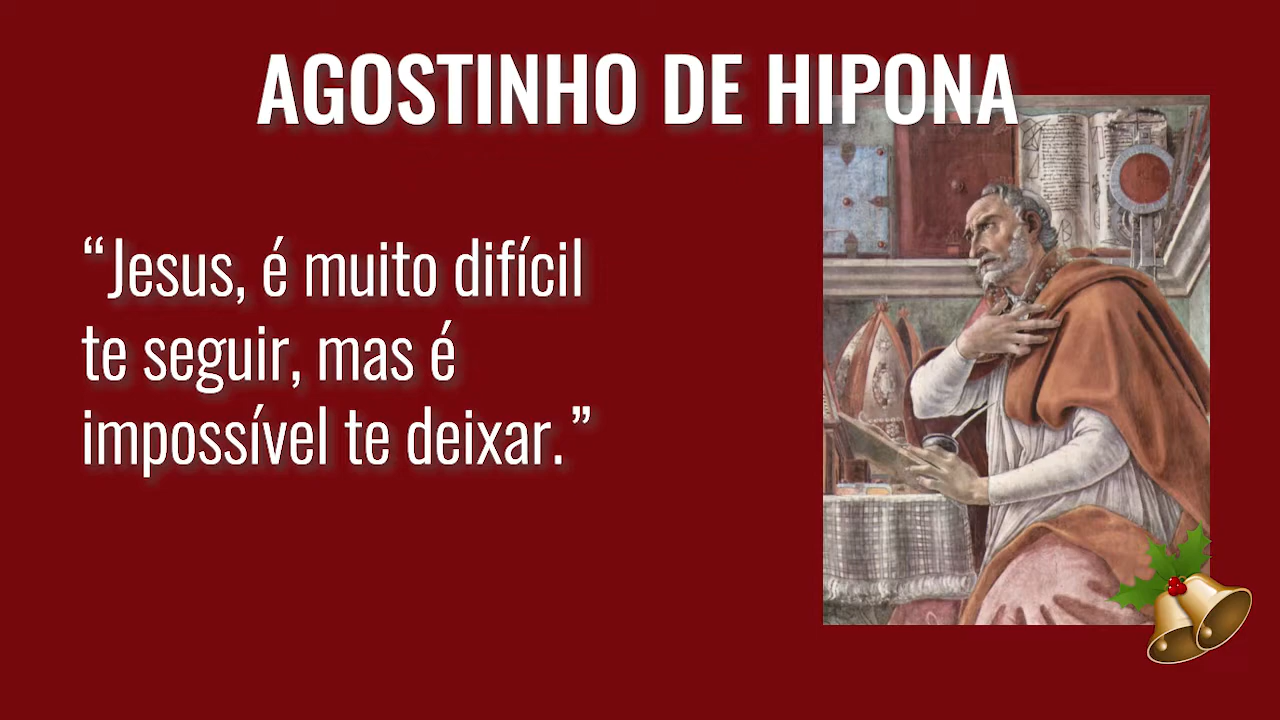 AGOSTINHO DE HIPONA
“Jesus, é muito difícil
te seguir, mas é
impossível te deixar.”